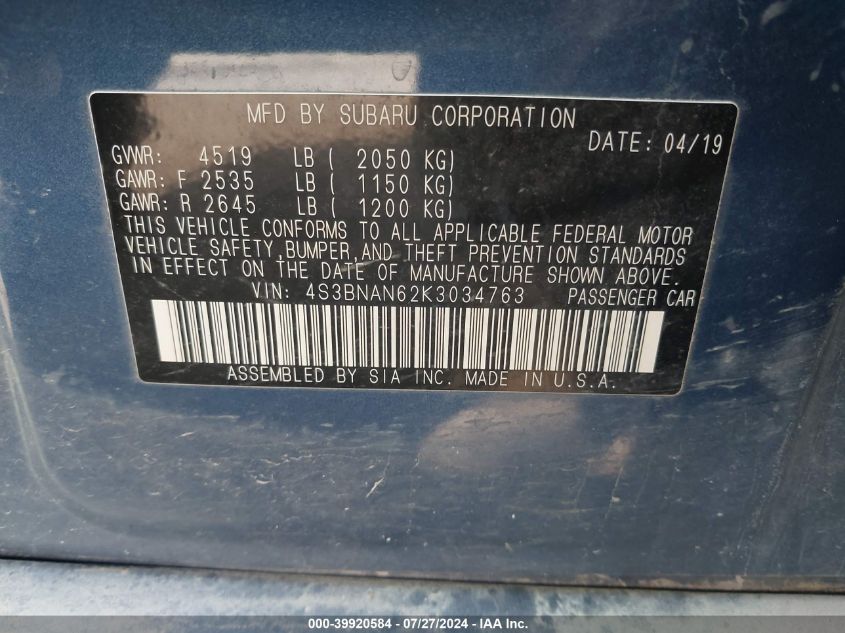 MFD BY SUBARU CORPORATION
DATE: 04/19
GVWR: 4519 LB ( 2050 KG)
GAWR: F 2535 LB ( 1150 KG)
GAWR: R 2645 LB ( 1200 KG)
THIS VEHICLE CONFORMS TO ALL APPLICABLE FEDERAL MOTOR
VEHICLE SAFETY,BUMPER,AND THEFT PREVENTION STANDARDS
IN EFFECT ON THE DATE OF MANUFACTURE SHOWN ABOVE.
VIN: 4S3BNAN62K3034763 PASSENGER CAR
ASSEMBLED BY SIA INC. MADE IN U.S.A.
000-39920584 - 07/27/2024 - IAA Inc.